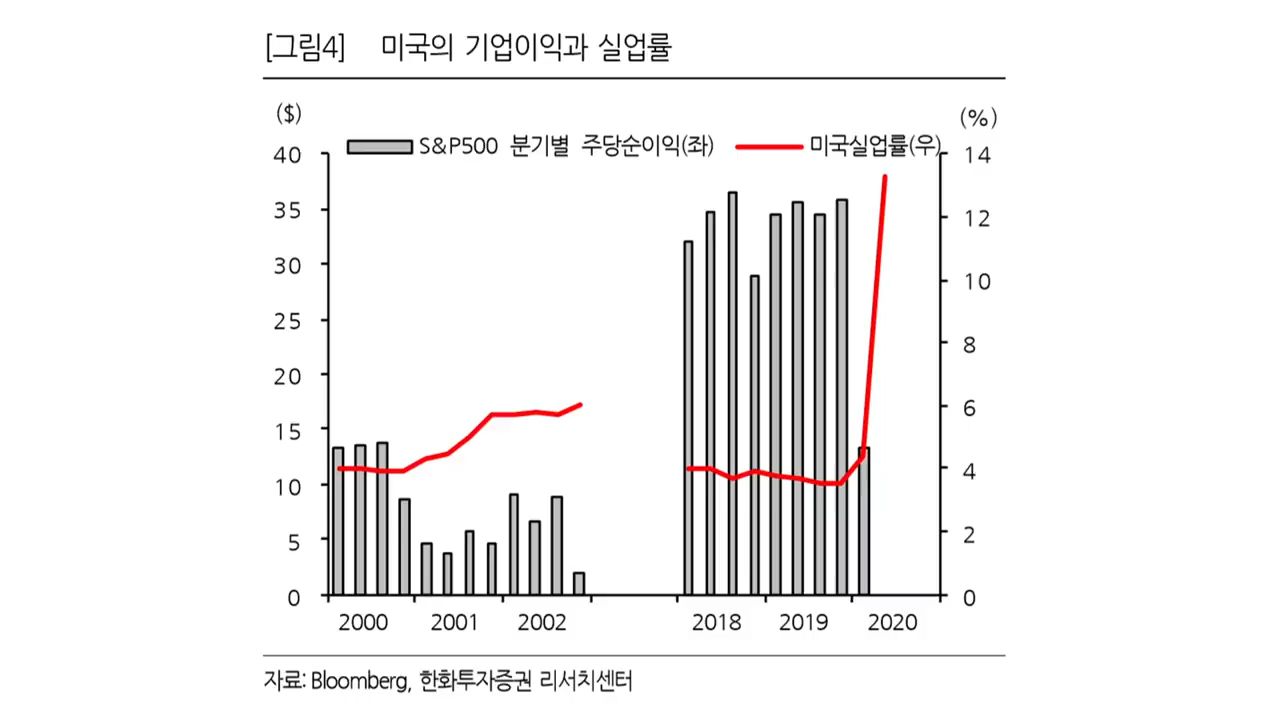 [그림4] 미국의 기업이익과 실업률
($) (%)
S&P500 분기별 주당순이익(좌) 미국실업률(우)
40 14
35 12
30 10
25 8
20 6
15 4
10 2
5 0
0
2000 2001 2002 2018 2019 2020
자료: Bloomberg, 한화투자증권 리서치센터